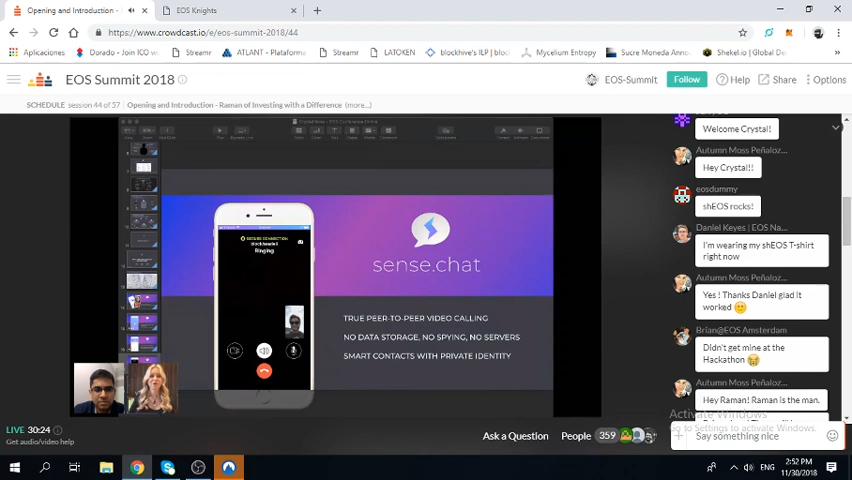 Opening and Introduction -
EOS Knights
https://www.crowdcast.io/e/eos-summit-2018/44
Aplicaciones
Dorado - Join ICO w
Streamr
ATLANT - Plataforma
Streamr
LATOKEN
blockhive's ILP | bloc
Mycelium Entropy
Sucre Moneda Ano
Shekel.io | Global De
EOS Summit 2018
EOS-Summit
Follow
Help
Share
Options
SCHEDULE session 44 of 57 Opening and Introduction - Raman of Investing with a Difference (more...)
Welcome Crystal!
Autumn Moss Peñaloz...
Hey Crystal!!
eosdummy
shEOS rocks!
Daniel Keyes | EOS Na...
I'm wearing my shEOS T-shirt
right now
Autumn Moss Peñaloz...
Yes! Thanks Daniel glad it
worked
Brian@EOS Amsterdam
Didn't get mine at the
Hackathon
Autumn Moss Peñaloz...
Hey Raman! Raman is the man.
SECURE CONNECTION
Ringing
sense.chat
TRUE PEER-TO-PEER VIDEO CALLING
NO DATA STORAGE, NO SPYING, NO SERVERS
SMART CONTACTS WITH PRIVATE IDENTITY
Activate Windows
Go to Settings to activate Windows.
LIVE 30:24
Get audio/video help
Ask a Question
People 359
Say something nice
ENG
2:52 PM
11/30/2018